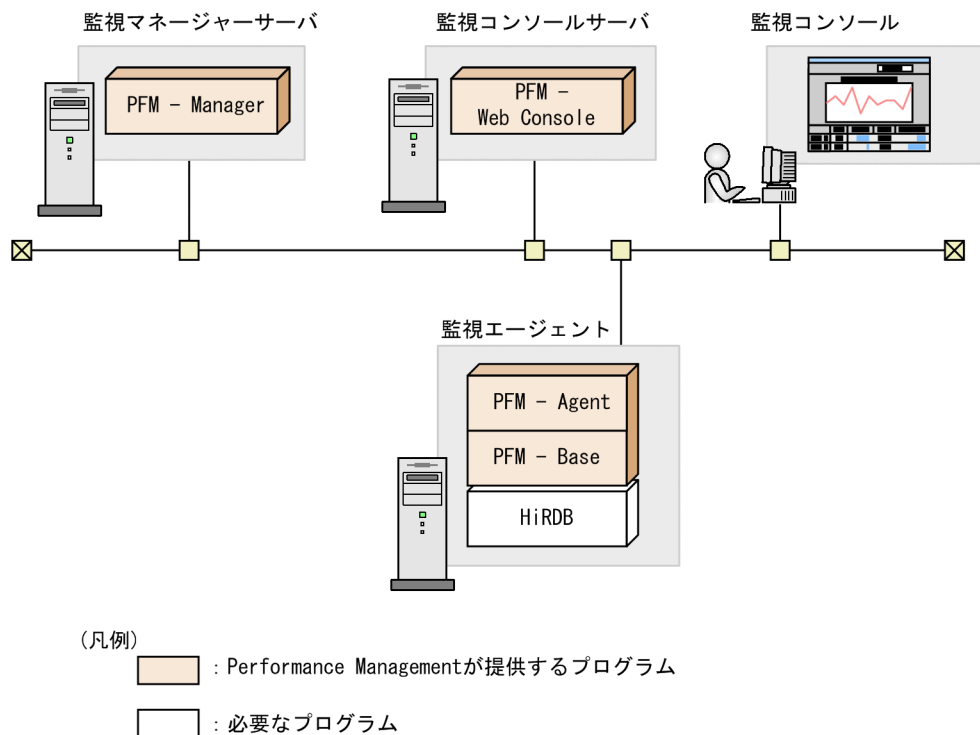 監視マネージャーサーバ
監視コンソールサーバ
監視コンソール
PFM - Manager
PFM -
Web Console
監視エージェント
PFM - Agent
PFM - Base
HiRDB
(凡例)
：Performance Managementが提供するプログラム
：必要なプログラム